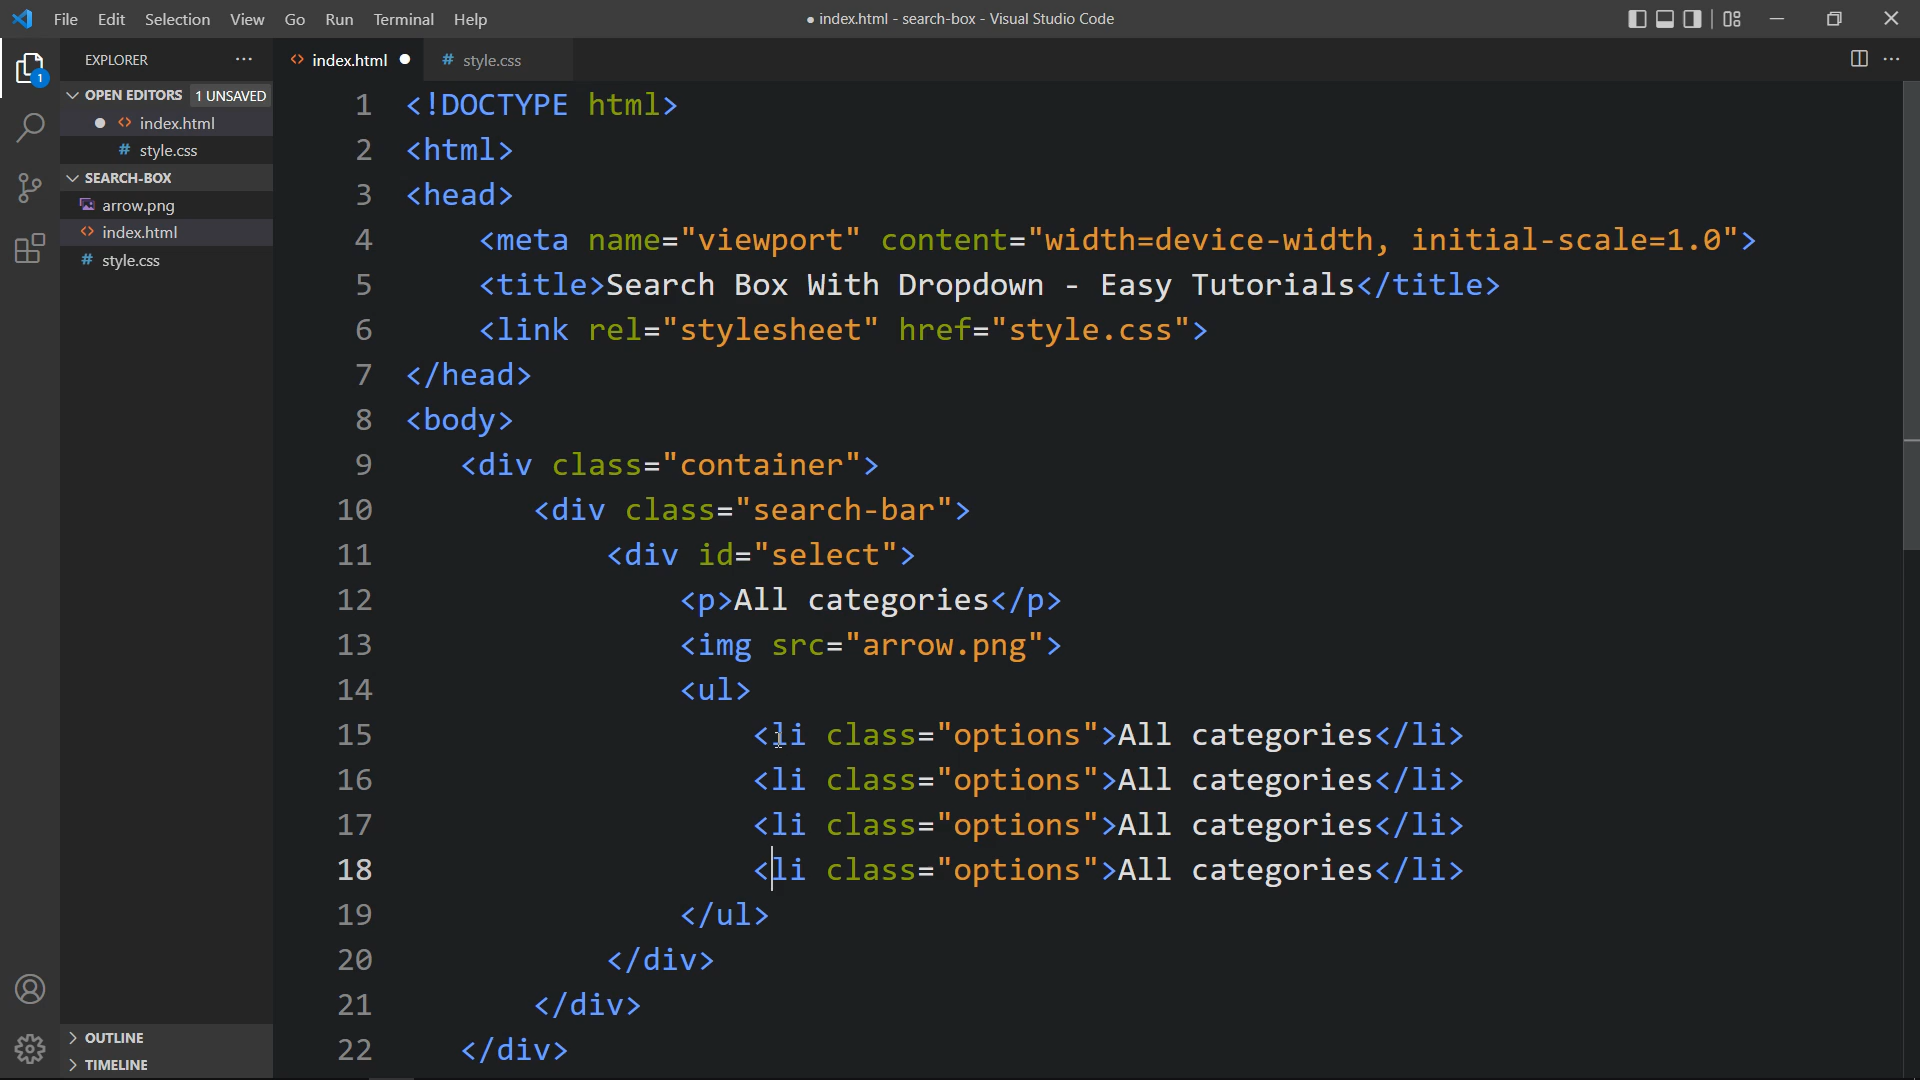 File Edit Selection View Go Run Terminal Help
● index.html - search-box - Visual Studio Code
EXPLORER
index.html
# style.css
OPEN EDITORS 1 UNSAVED
index.html
# style.css
SEARCH-BOX
arrow.png
index.html
# style.css
1
OUTLINE
TIMELINE
1 <!DOCTYPE html>
2 <html>
3 <head>
4 <meta name="viewport" content="width=device-width, initial-scale=1.0">
5 <title>Search Box With Dropdown - Easy Tutorials</title>
6 <link rel="stylesheet" href="style.css">
7 </head>
8 <body>
9 <div class="container">
10 <div class="search-bar">
11 <div id="select">
12 <p>All categories</p>
13 <img src="arrow.png">
14 <ul>
15 <li class="options">All categories</li>
16 <li class="options">All categories</li>
17 <li class="options">All categories</li>
18 <li class="options">All categories</li>
19 </ul>
20 </div>
21 </div>
22 </div>